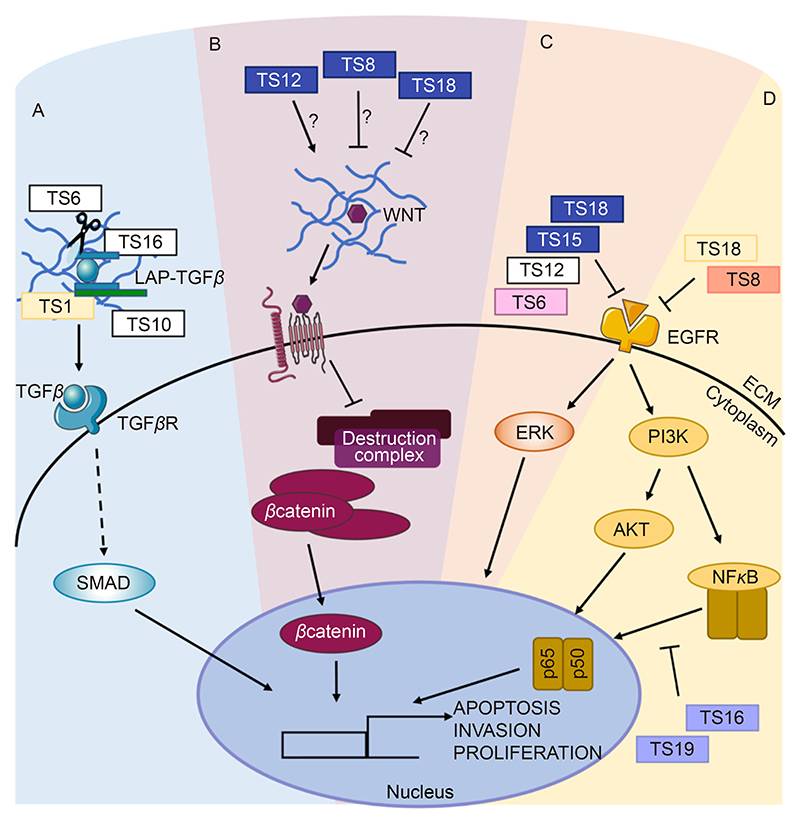 A
TS6
TS16
LAP-TGFβ
TS1
TS10
TGFβ
TGFβR
SMAD
B
TS12
TS8
TS18
?
?
?
WNT
Destruction
complex
βcatenin
βcatenin
C
TS18
TS15
TS12
TS6
EGFR
ERK
D
TS18
TS8
ECM
Cytoplasm
PI3K
AKT
NFκB
TS16
TS19
p65
p50
APOPTOSIS
INVASION
PROLIFERATION
Nucleus